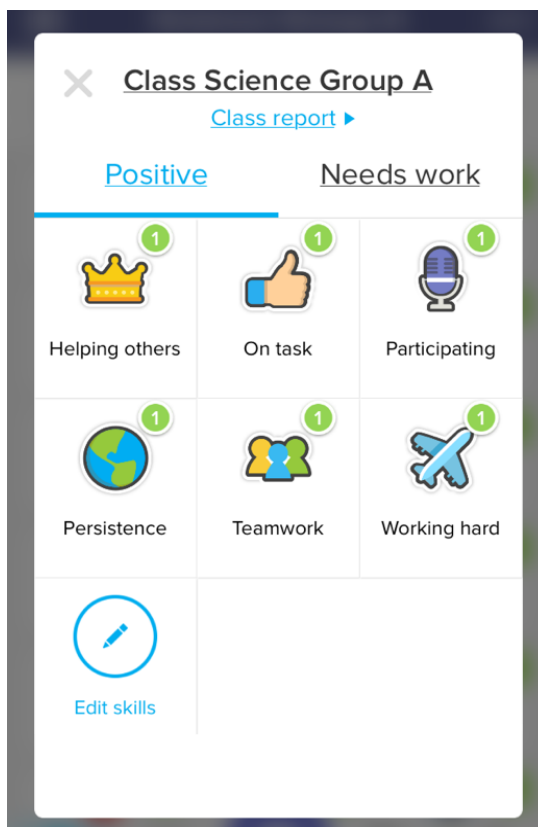 Class Science Group A
Class report
Positive Needs work
1 1 1
Helping others On task Participating
1 1 1
Persistence Teamwork Working hard
Edit skills